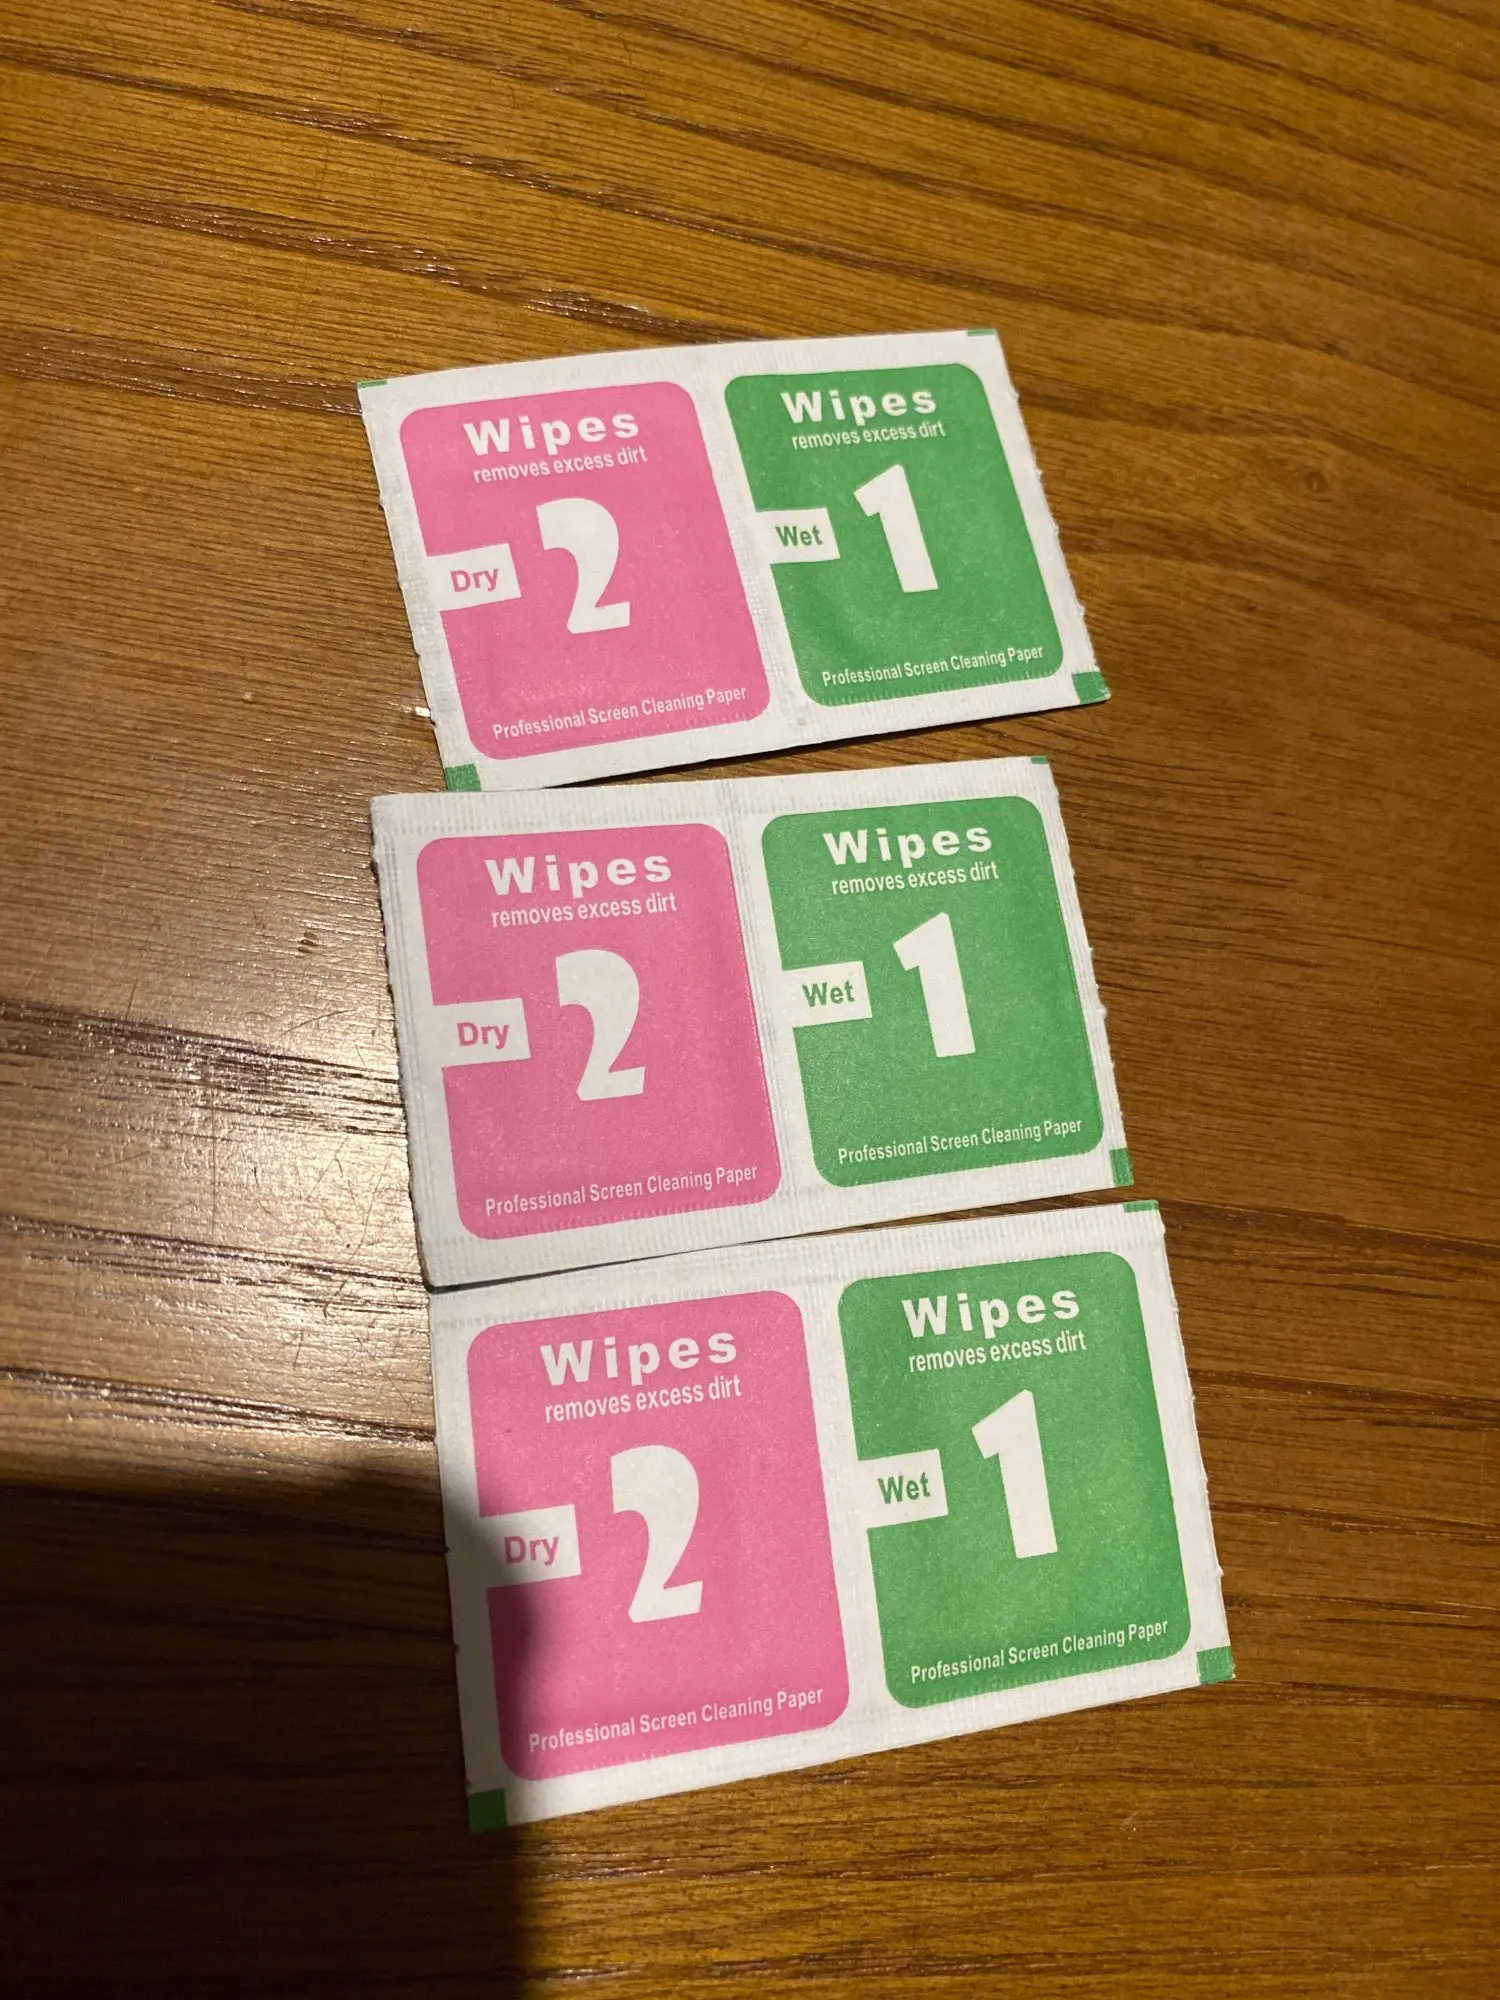 Wipes
removes excess dirt
2
Dry
Professional Screen Cleaning Paper
Wipes
removes excess dirt
1
Wet
Professional Screen Cleaning Paper
Wipes
removes excess dirt
2
Dry
Professional Screen Cleaning Paper
Wipes
removes excess dirt
1
Wet
Professional Screen Cleaning Paper
Wipes
removes excess dirt
2
Dry
Professional Screen Cleaning Paper
Wipes
removes excess dirt
1
Wet
Professional Screen Cleaning Paper